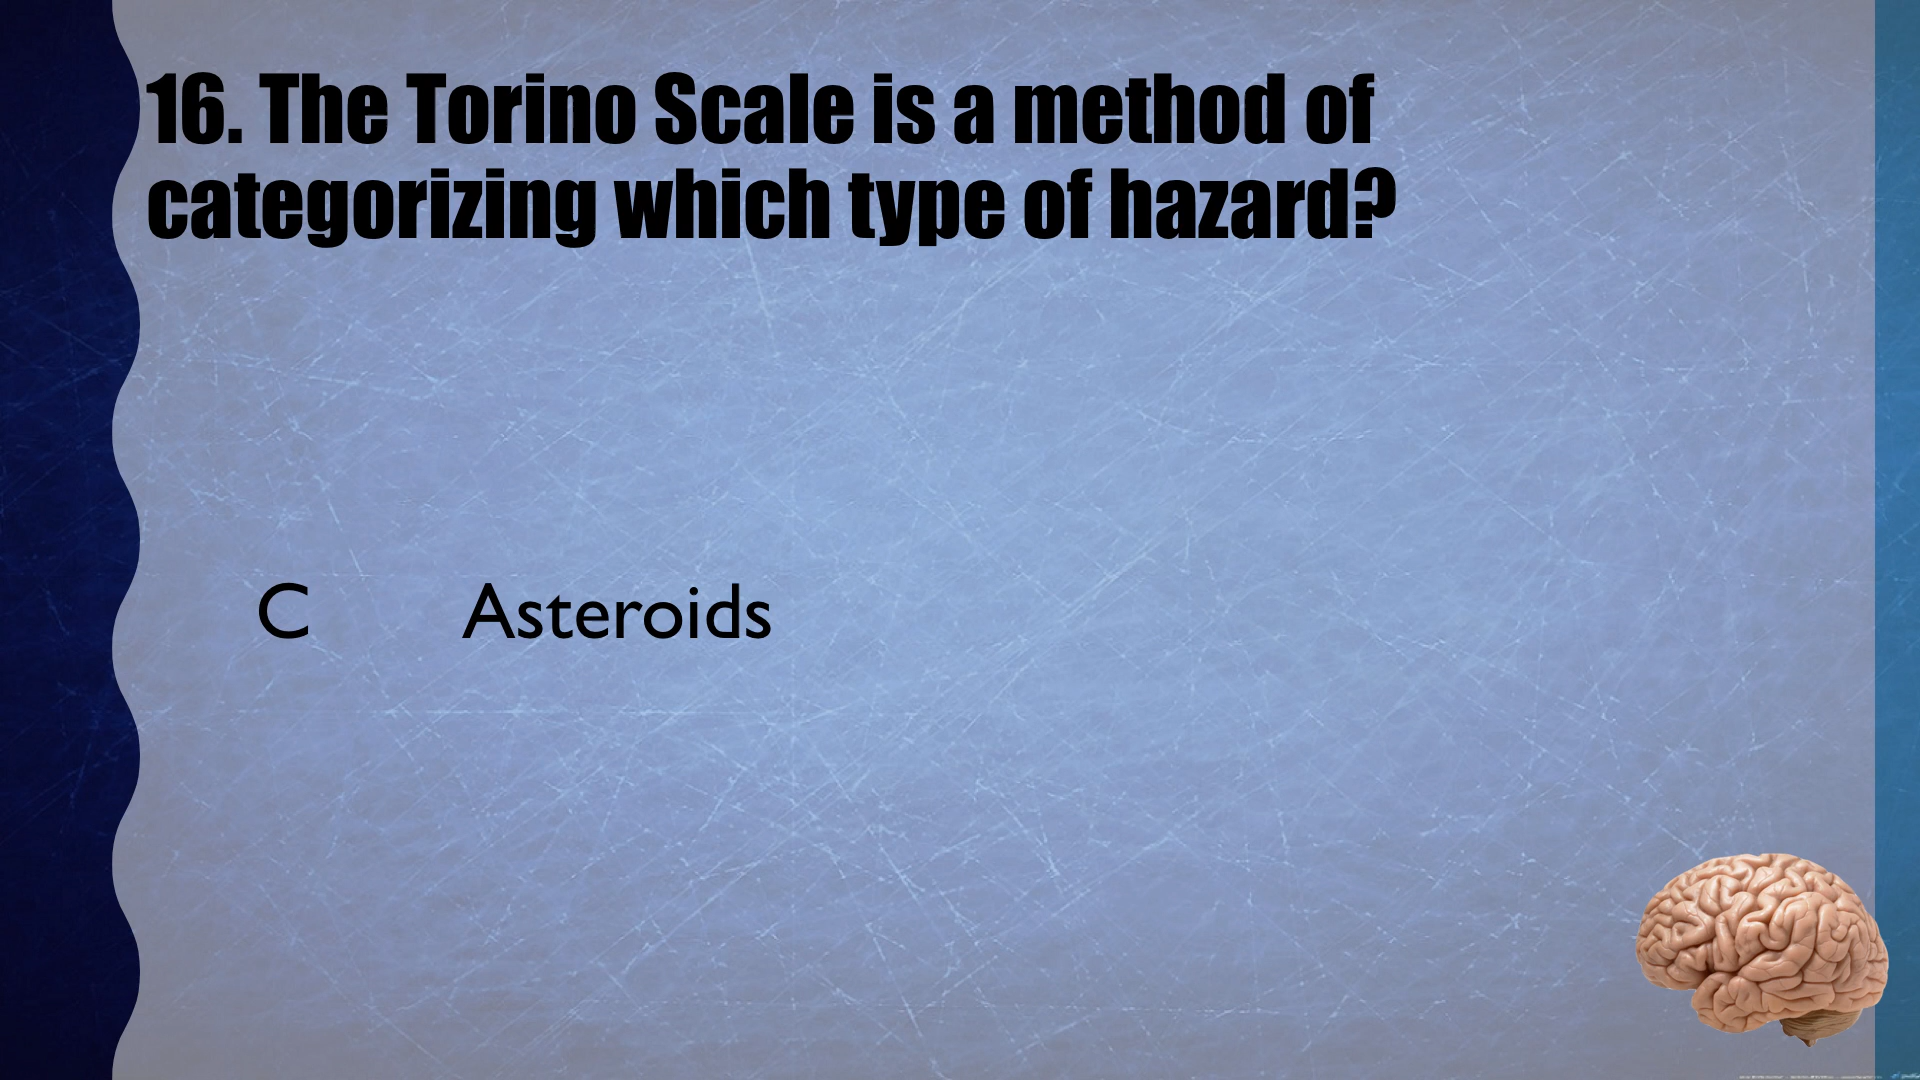 16. The Torino Scale is a method of
categorizing which type of hazard?
C Asteroids